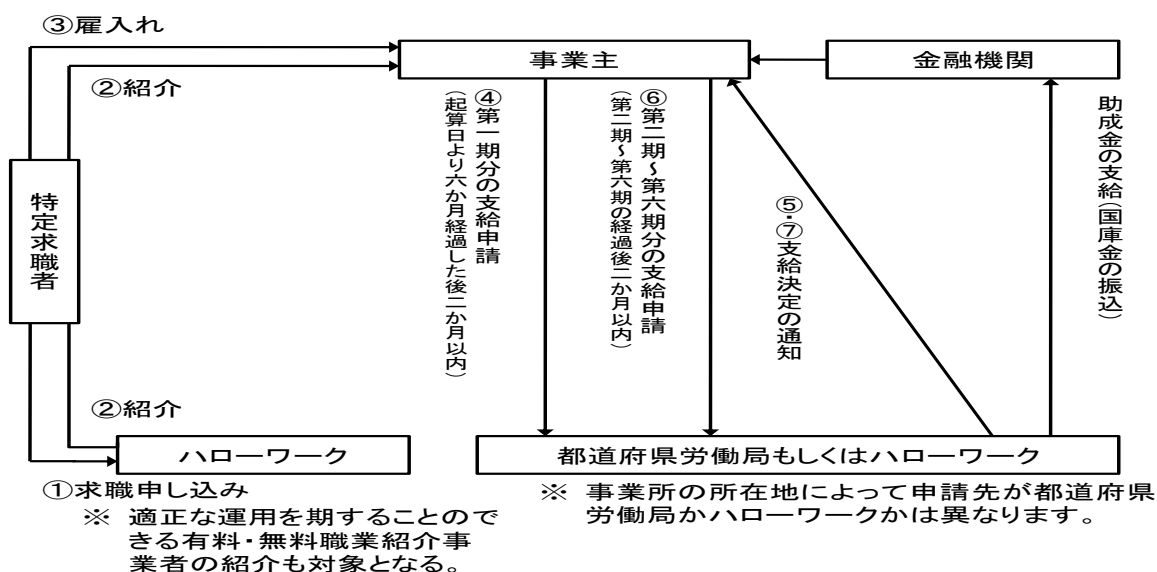 ③雇入れ
事業主
金融機関
②紹介
④第一期分の支給申請
（起算日より六か月経過した後二か月以内）
⑥第二期～第六期分の支給申請
（第二期～第六期の経過後二か月以内）
⑤・⑦支給決定の通知
助成金の支給（国庫金の振込）
特定求職者
②紹介
ハローワーク
都道府県労働局もしくはハローワーク
①求職申し込み
※ 適正な運用を期することので
きる有料・無料職業紹介事
業者の紹介も対象となる。
※ 事業所の所在地によって申請先が都道府県
労働局かハローワークかは異なります。